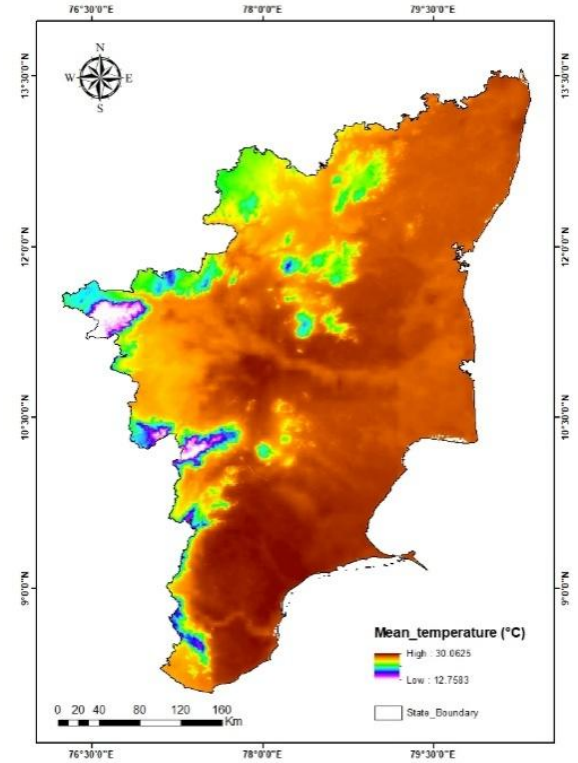 76°30'0"E 78°0'0"E 79°30'0"E
N
W E
S
13°30'0"N 13°30'0"N
12°0'0"N 12°0'0"N
10°30'0"N 10°30'0"N
9°0'0"N 9°0'0"N
Mean_temperature (°C)
High : 30.0625
Low : 12.7583
State_Boundary
0 20 40 80 120 160
Km
76°30'0"E 78°0'0"E 79°30'0"E